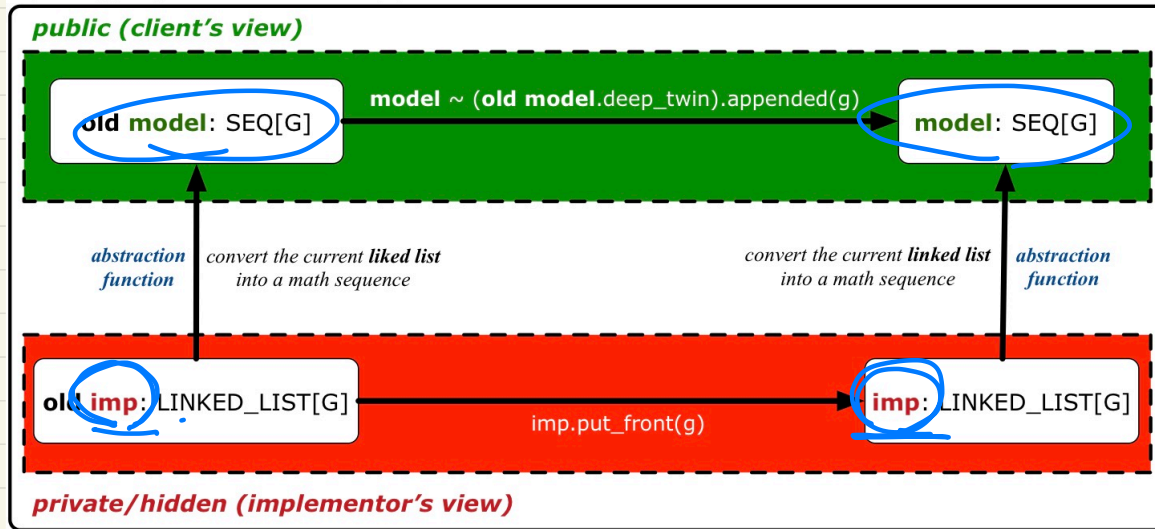 public (client's view)
model ~ (old model.deep_twin).appended(g)
old model: SEQ[G]
model: SEQ[G]
abstraction function
convert the current liked list
into a math sequence
convert the current linked list
into a math sequence
abstraction function
old imp: LINKED_LIST[G]
imp.put_front(g)
imp: LINKED_LIST[G]
private/hidden (implementor's view)